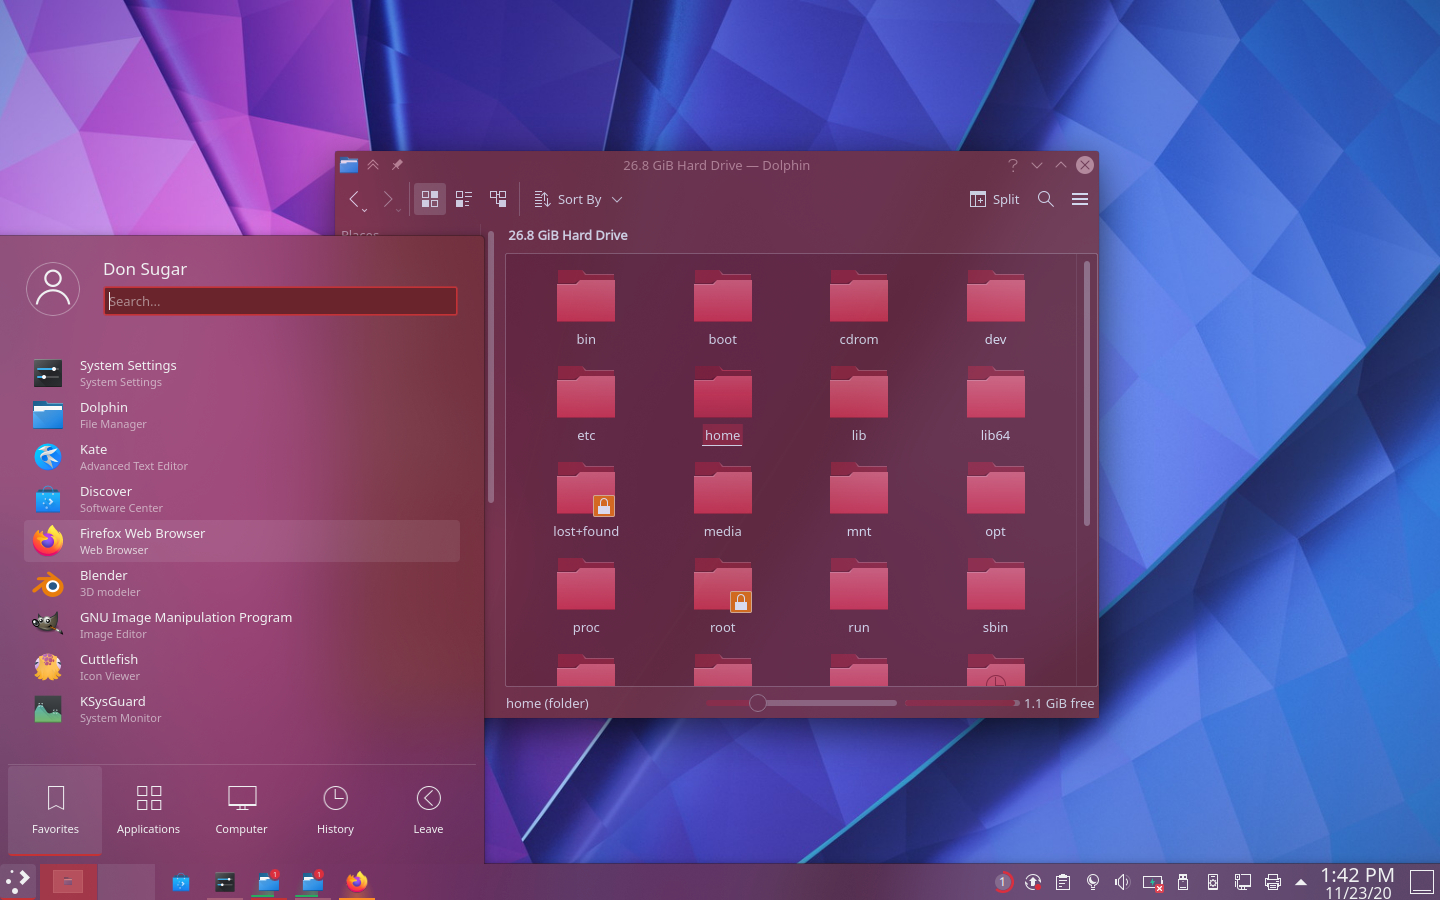 26.8 GiB Hard Drive — Dolphin
Sort By
Split
Places
26.8 GiB Hard Drive
bin
boot
cdrom
dev
etc
home
lib
lib64
lost+found
media
mnt
opt
proc
root
run
sbin
home (folder)
1.1 GiB free
Don Sugar
Search...
System Settings
System Settings
Dolphin
File Manager
Kate
Advanced Text Editor
Discover
Software Center
Firefox Web Browser
Web Browser
Blender
3D modeler
GNU Image Manipulation Program
Image Editor
Cuttlefish
Icon Viewer
KSysGuard
System Monitor
Favorites
Applications
Computer
History
Leave
1
1
1
1:42 PM
11/23/20